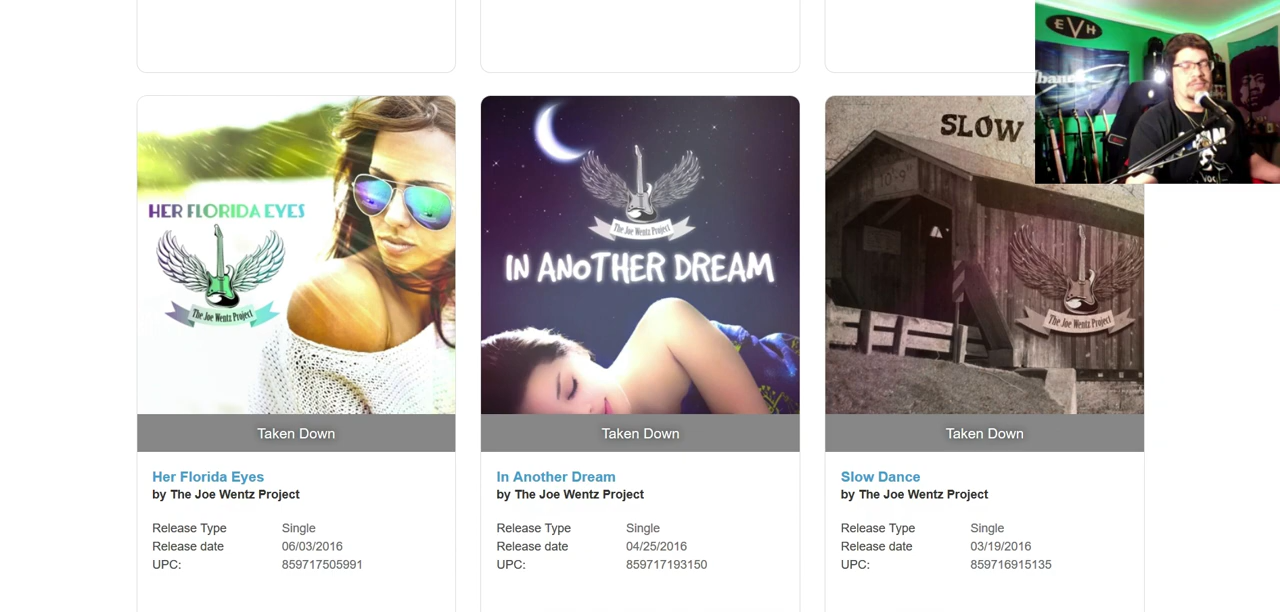 EVH
Ibanez
SLOW
10'-9"
HER FLORIDA EYES
The Joe Wentz Project
The Joe Wentz Project
IN ANOTHER DREAM
The Joe Wentz Project
Taken Down
Taken Down
Taken Down
Her Florida Eyes
by The Joe Wentz Project
Release Type Single
Release date 06/03/2016
UPC: 859717505991
In Another Dream
by The Joe Wentz Project
Release Type Single
Release date 04/25/2016
UPC: 859717193150
Slow Dance
by The Joe Wentz Project
Release Type Single
Release date 03/19/2016
UPC: 859716915135